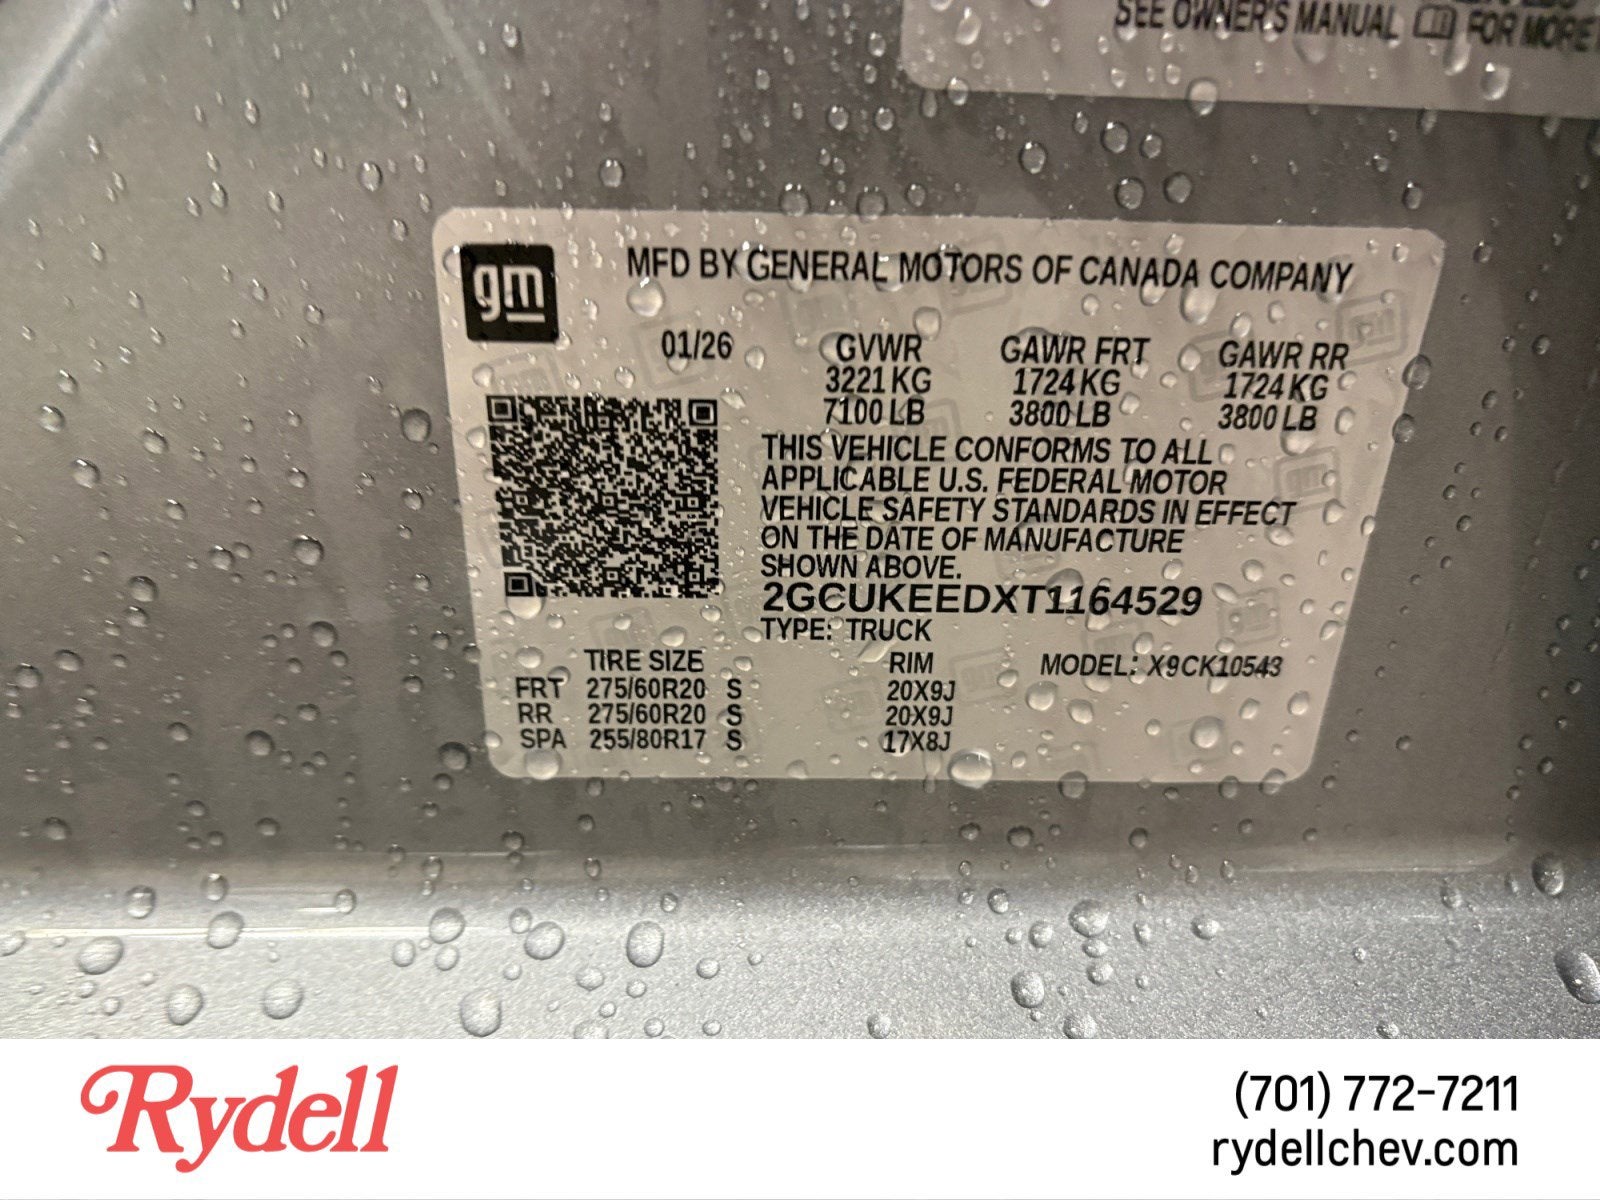 SEE OWNER'S MANUAL FOR MORE
gm
MFD BY GENERAL MOTORS OF CANADA COMPANY
01/26 GVWR GAWR FRT GAWR RR
3221 KG 1724 KG 1724 KG
7100 LB 3800 LB 3800 LB
THIS VEHICLE CONFORMS TO ALL
APPLICABLE U.S. FEDERAL MOTOR
VEHICLE SAFETY STANDARDS IN EFFECT
ON THE DATE OF MANUFACTURE
SHOWN ABOVE.
2GCUKEEDXT1164529
TYPE: TRUCK
TIRE SIZE RIM MODEL: X9CK10543
FRT 275/60R20 S 20X9J
RR 275/60R20 S 20X9J
SPA 255/80R17 S 17X8J
Rydell
(701) 772-7211
rydellchev.com